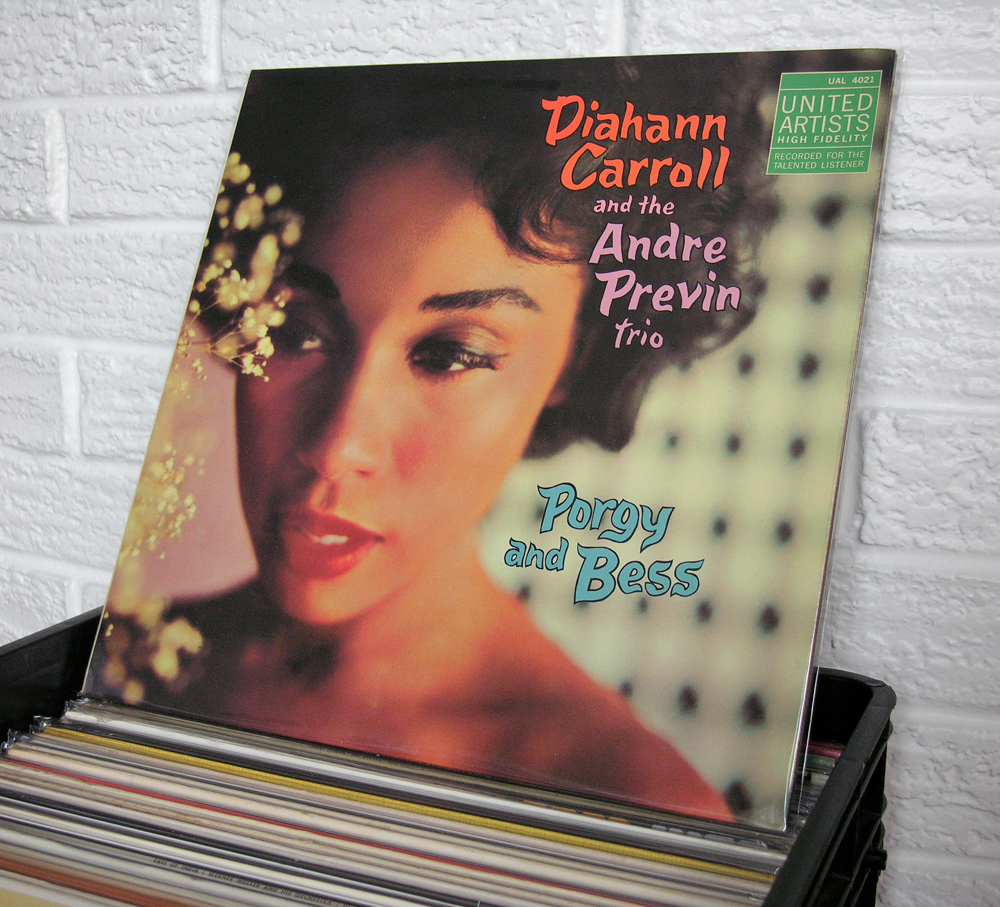 Diahann
Carroll
and the
Andre
Previn
trio
UAL 4021
UNITED
ARTISTS
HIGH FIDELITY
RECORDED FOR THE
TALENTED LISTENER
Porgy
and Bess